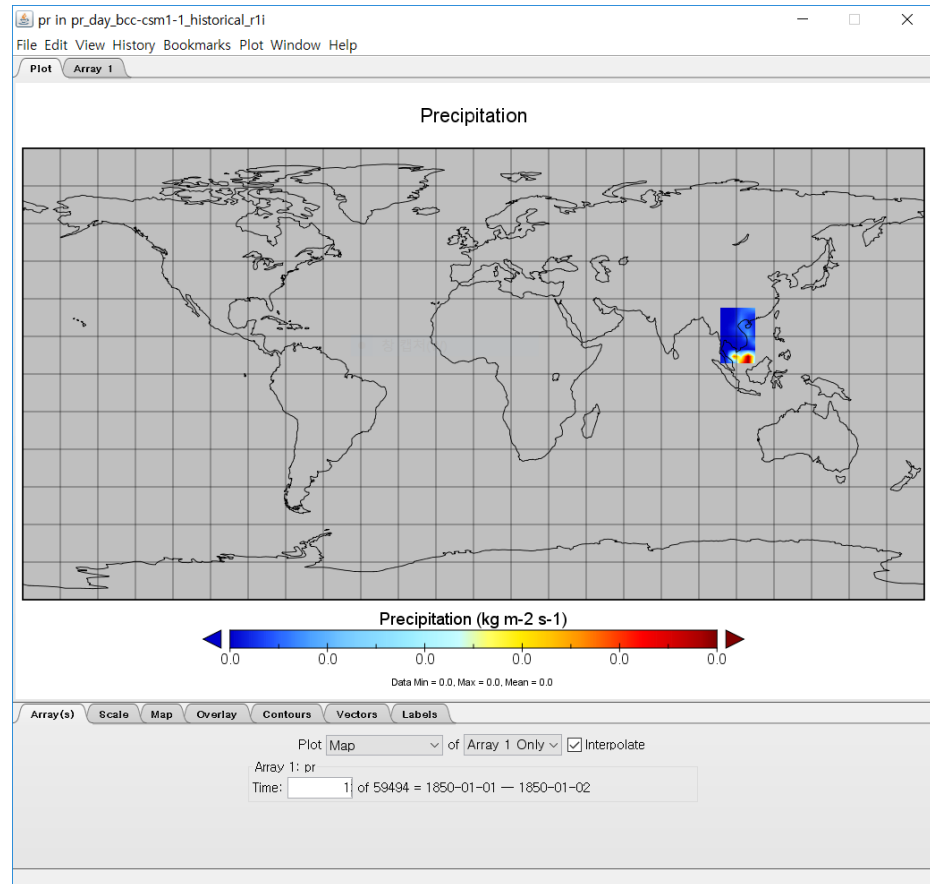 pr in pr_day_bcc-csm1-1_historical_r1i
File Edit View History Bookmarks Plot Window Help
Plot Array 1
Precipitation
Precipitation (kg m-2 s-1)
0.0 0.0 0.0 0.0 0.0 0.0
Data Min = 0.0, Max = 0.0, Mean = 0.0
Array(s) Scale Map Overlay Contours Vectors Labels
Plot Map of Array 1 Only Interpolate
Array 1: pr
Time: 1 of 59494 = 1850-01-01 — 1850-01-02